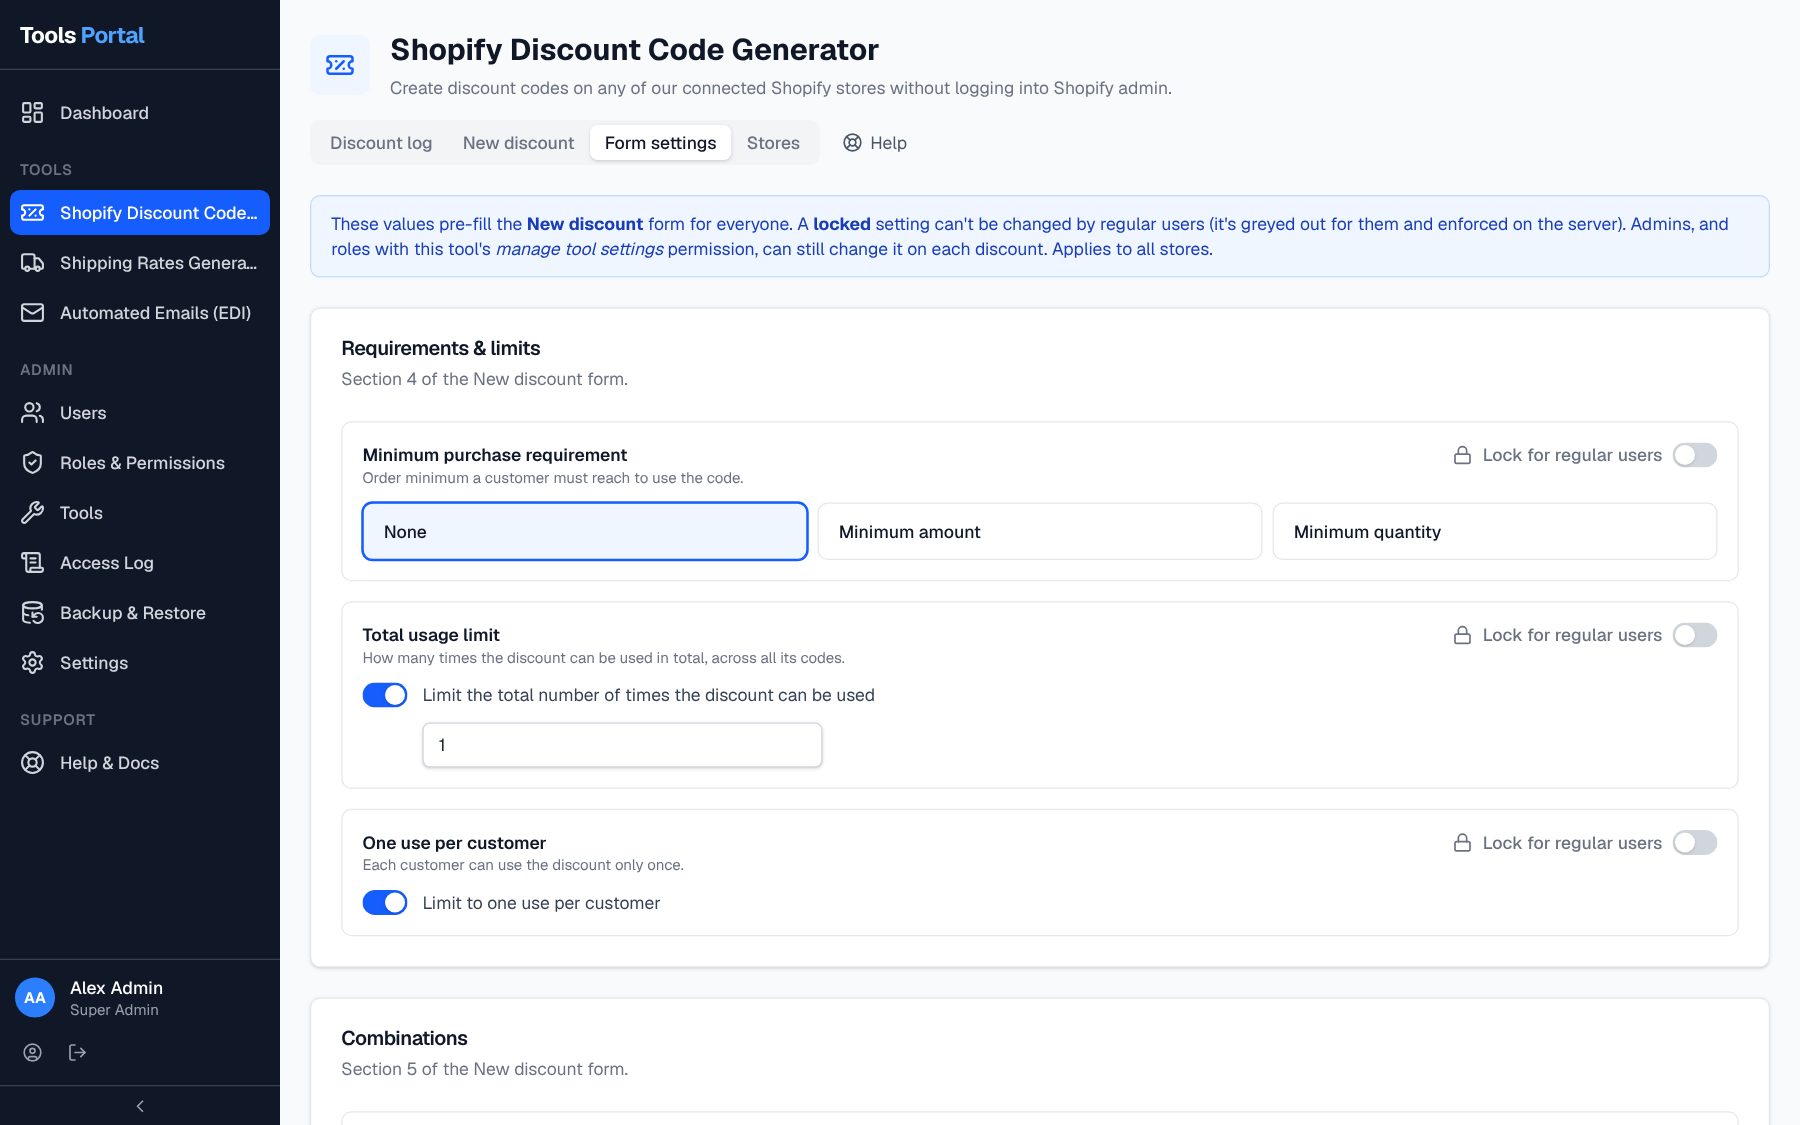 Tools Portal
Dashboard
TOOLS
Shopify Discount Code...
Shipping Rates Genera...
Automated Emails (EDI)
ADMIN
Users
Roles & Permissions
Tools
Access Log
Backup & Restore
Settings
SUPPORT
Help & Docs
AA
Alex Admin
Super Admin
Shopify Discount Code Generator
Create discount codes on any of our connected Shopify stores without logging into Shopify admin.
Discount log
New discount
Form settings
Stores
Help
These values pre-fill the New discount form for everyone. A locked setting can't be changed by regular users (it's greyed out for them and enforced on the server). Admins, and
roles with this tool's manage tool settings permission, can still change it on each discount. Applies to all stores.
Requirements & limits
Section 4 of the New discount form.
Minimum purchase requirement
Lock for regular users
Order minimum a customer must reach to use the code.
None
Minimum amount
Minimum quantity
Total usage limit
Lock for regular users
How many times the discount can be used in total, across all its codes.
Limit the total number of times the discount can be used
1
One use per customer
Lock for regular users
Each customer can use the discount only once.
Limit to one use per customer
Combinations
Section 5 of the New discount form.